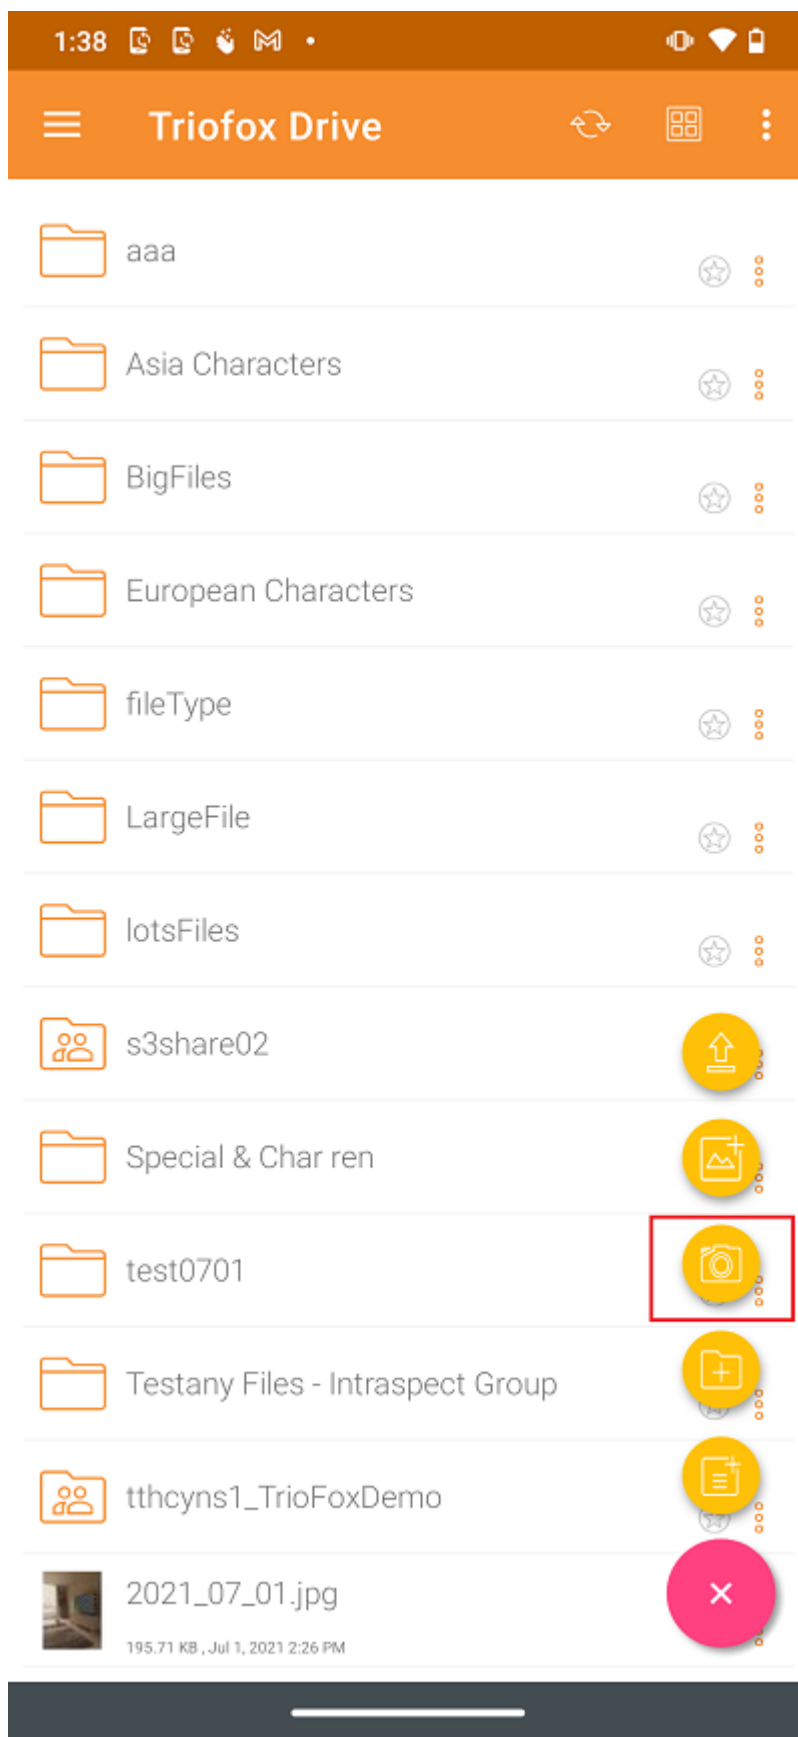 1:38
Triofox Drive
aaa
Asia Characters
BigFiles
European Characters
fileType
LargeFile
lotsFiles
s3share02
Special & Char ren
test0701
Testany Files - Intraspect Group
tthcyns1_TrioFoxDemo
2021_07_01.jpg
195.71 KB , Jul 1, 2021 2:26 PM